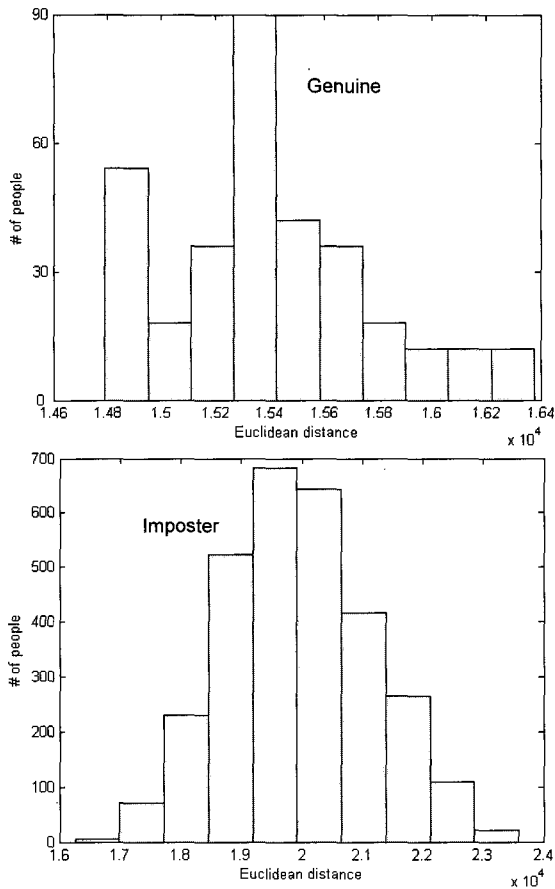 90
Genuine
60
# of people
30
0
1.46 1.48 1.5 1.52 1.54 1.56 1.58 1.6 1.62 1.64
Euclidean distance
x 10^4
700
Imposter
600
500
400
# of people
300
200
100
0
1.6 1.7 1.8 1.9 2 2.1 2.2 2.3 2.4
Euclidean distance
x 10^4